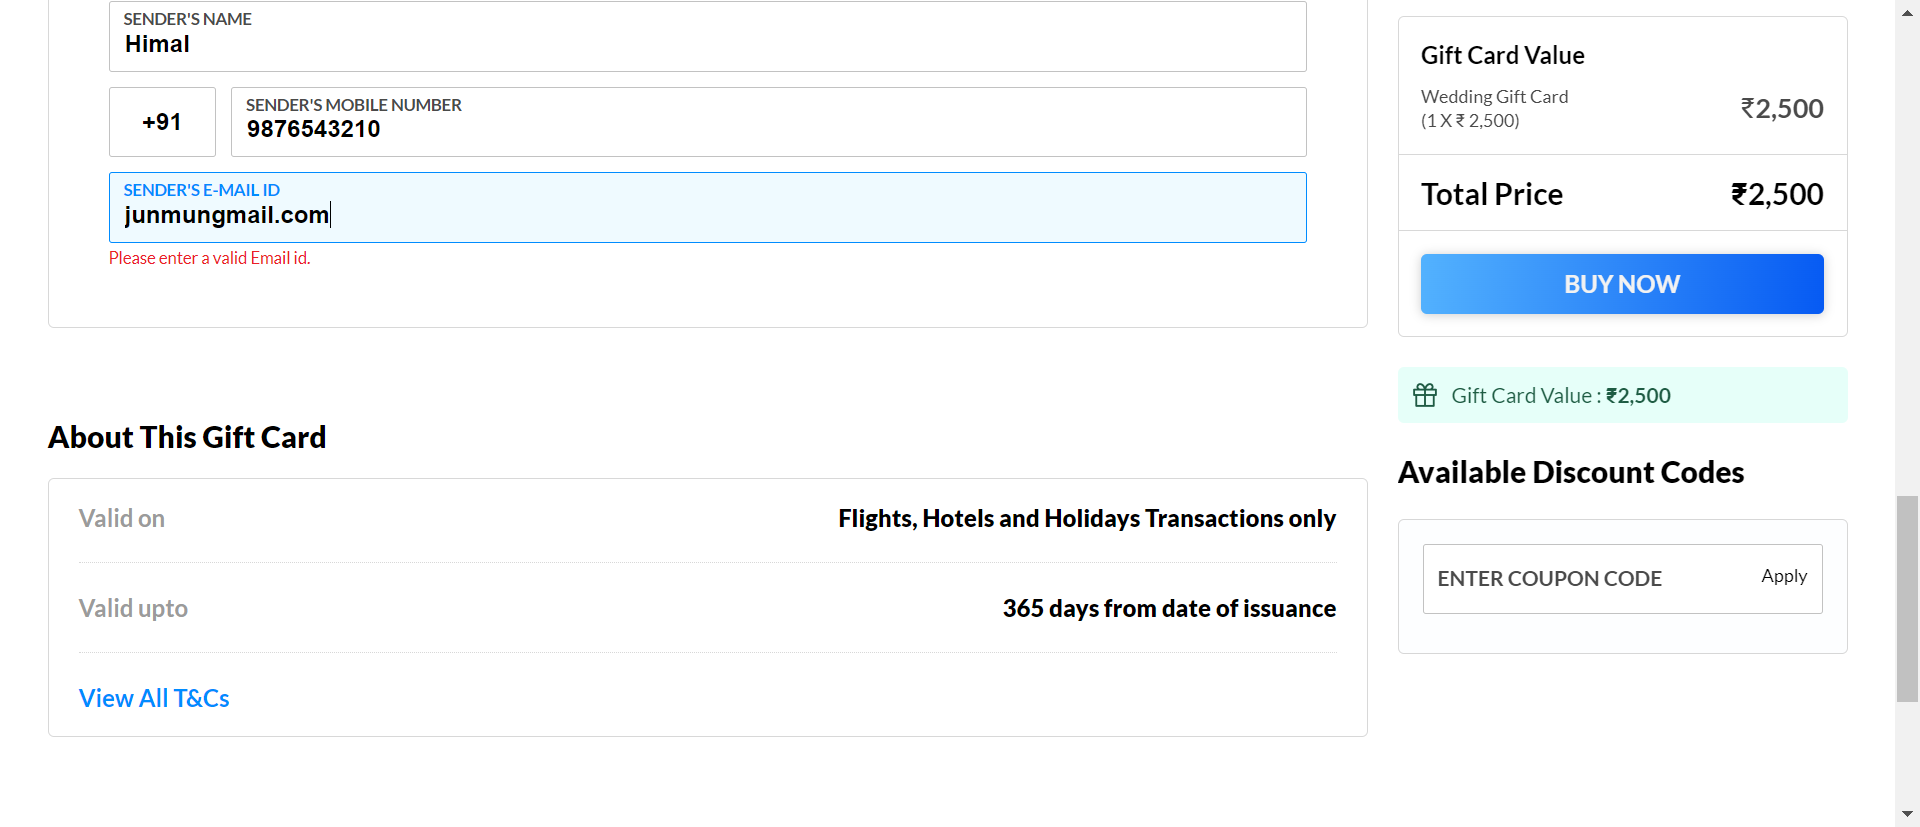 SENDER'S NAME
Himal
+91
SENDER'S MOBILE NUMBER
9876543210
SENDER'S E-MAIL ID
junmungmail.com
Please enter a valid Email id.
About This Gift Card
Valid on
Flights, Hotels and Holidays Transactions only
Valid upto
365 days from date of issuance
View All T&Cs
Gift Card Value
Wedding Gift Card
(1 X ₹ 2,500)
₹2,500
Total Price
₹2,500
BUY NOW
Gift Card Value : ₹2,500
Available Discount Codes
ENTER COUPON CODE
Apply